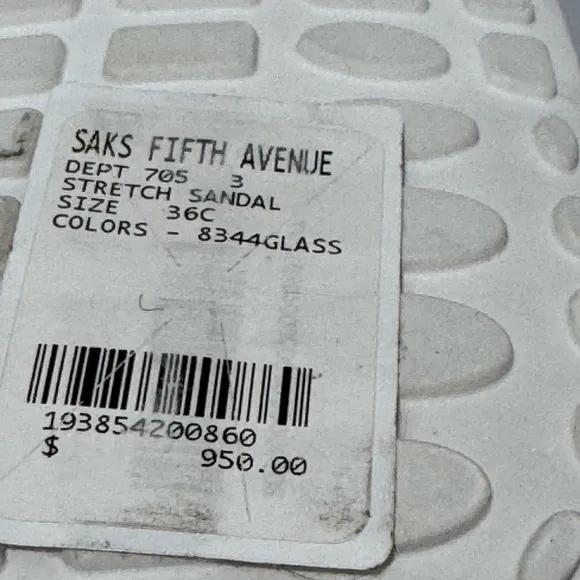 SAKS FIFTH AVENUE
DEPT 705 3
STRETCH SANDAL
SIZE 36C
COLORS - 8344GLASS
193854200860
$ 950.00